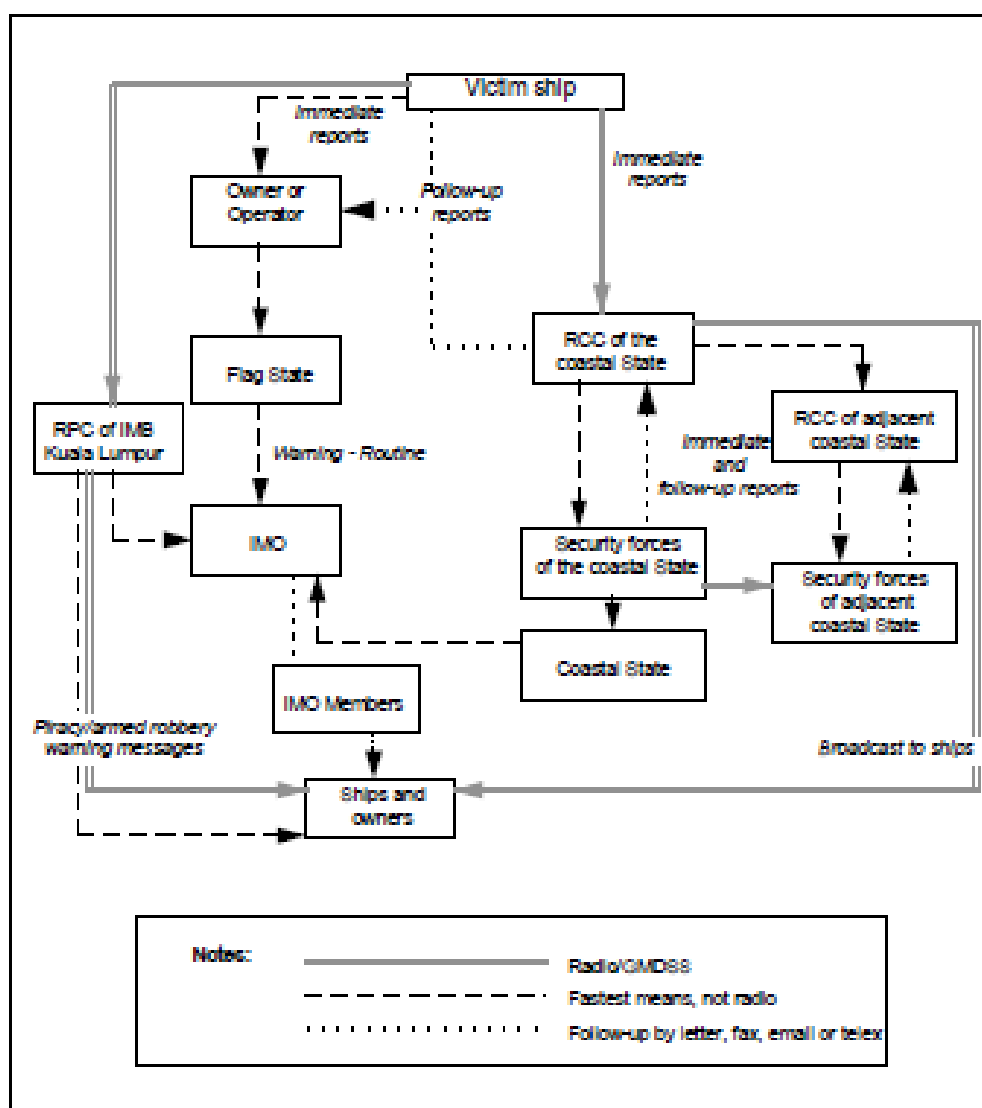 Victim ship
Immediate
reports
Immediate
reports
Owner or
Operator
Follow-up
reports
RCC of the
coastal State
Flag State
RCC of adjacent
coastal State
RPC of IMB
Kuala Lumpur
Warning - Routine
Immediate
and
follow-up reports
IMO
Security forces
of the coastal State
Security forces
of adjacent
coastal State
Coastal State
IMO Members
Piracy/armed robbery
warning messages
Broadcast to ships
Ships and
owners
Notes:
Radio/GMDSS
Fastest means, not radio
Follow-up by letter, fax, email or telex